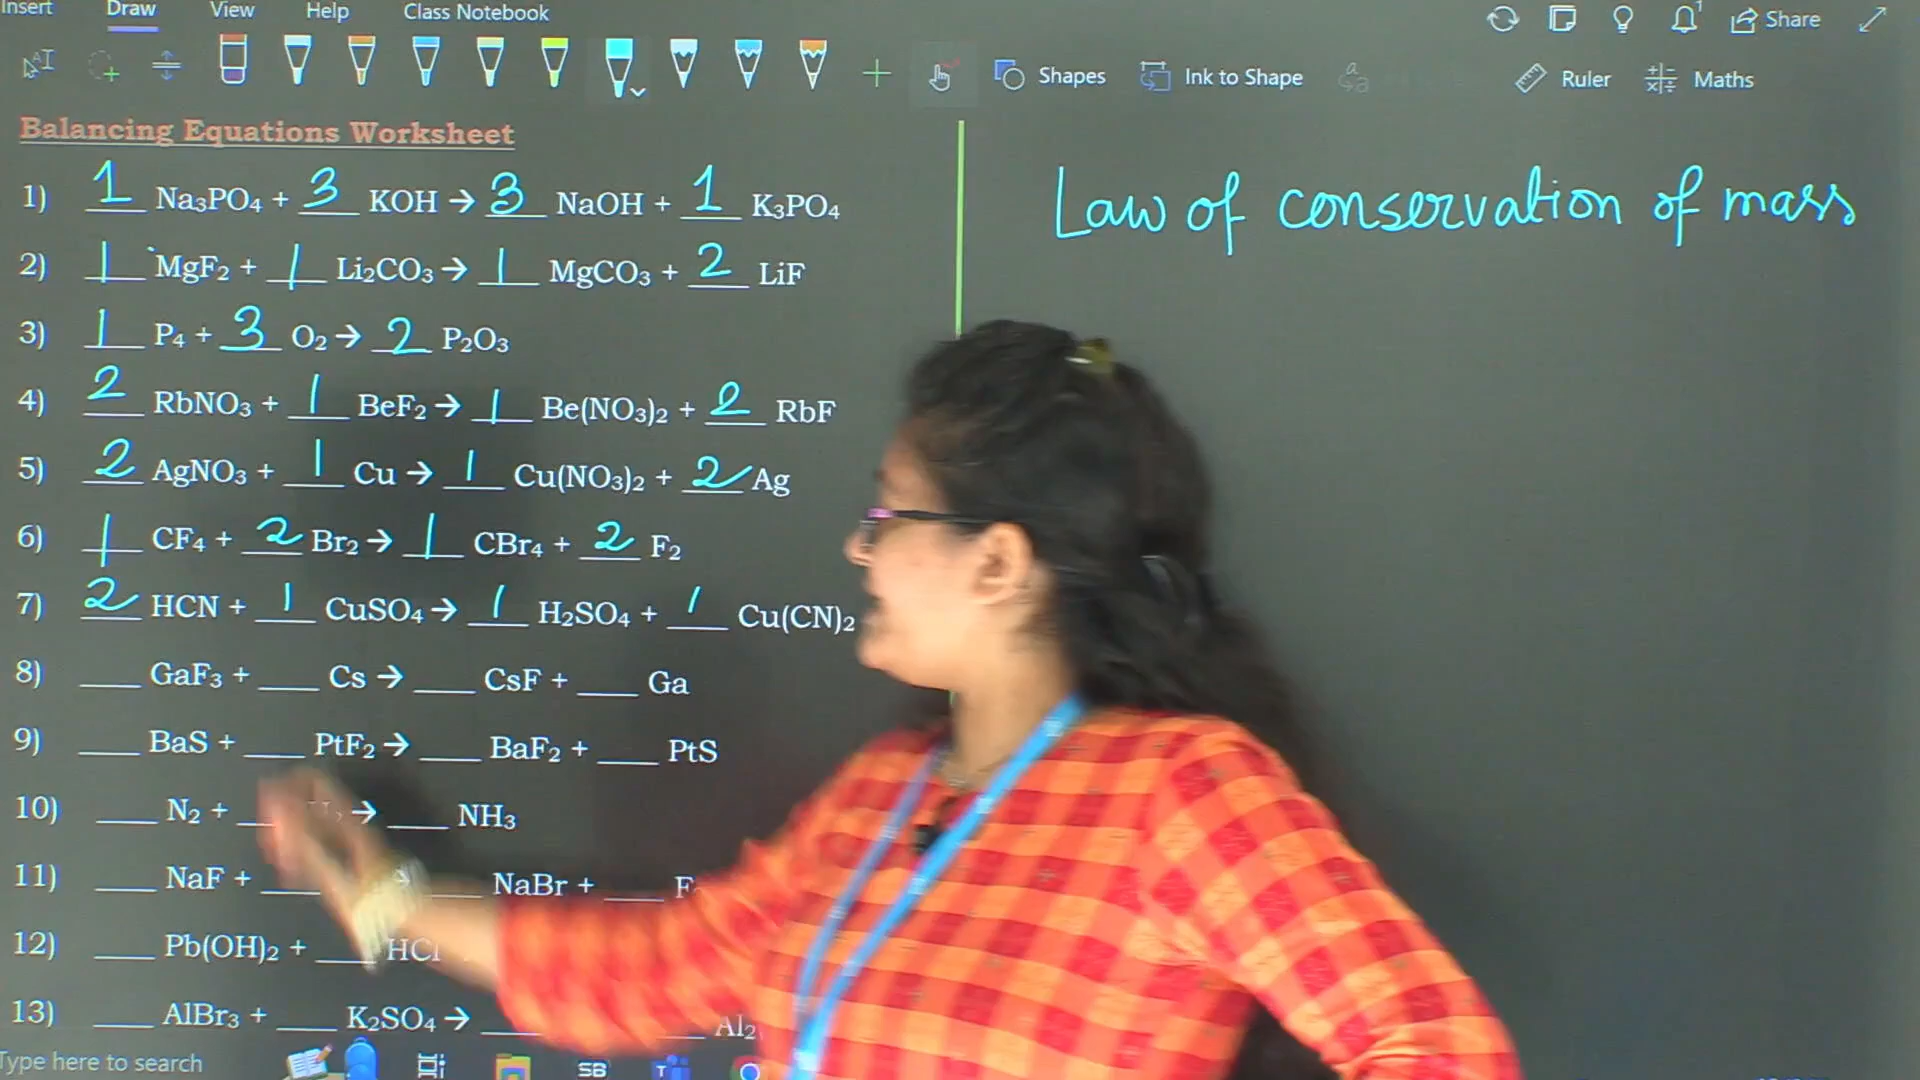 Insert Draw View Help Class Notebook Share
Shapes Ink to Shape Ruler Maths
Balancing Equations Worksheet
Law of conservation of mass
1) 1 Na3PO4 + 3 KOH → 3 NaOH + 1 K3PO4
2) 1 MgF2 + 1 Li2CO3 → 1 MgCO3 + 2 LiF
3) 1 P4 + 3 O2 → 2 P2O3
4) 2 RbNO3 + 1 BeF2 → 1 Be(NO3)2 + 2 RbF
5) 2 AgNO3 + 1 Cu → 1 Cu(NO3)2 + 2 Ag
6) 1 CF4 + 2 Br2 → 1 CBr4 + 2 F2
7) 2 HCN + 1 CuSO4 → 1 H2SO4 + 1 Cu(CN)2
8) ___ GaF3 + ___ Cs → ___ CsF + ___ Ga
9) ___ BaS + ___ PtF2 → ___ BaF2 + ___ PtS
10) ___ N2 + ___ → ___ NH3
11) ___ NaF + ___ ___ NaBr + ___ F
12) ___ Pb(OH)2 + ___ HCl
13) ___ AlBr3 + ___ K2SO4 → ___ ___ Al2
Type here to search